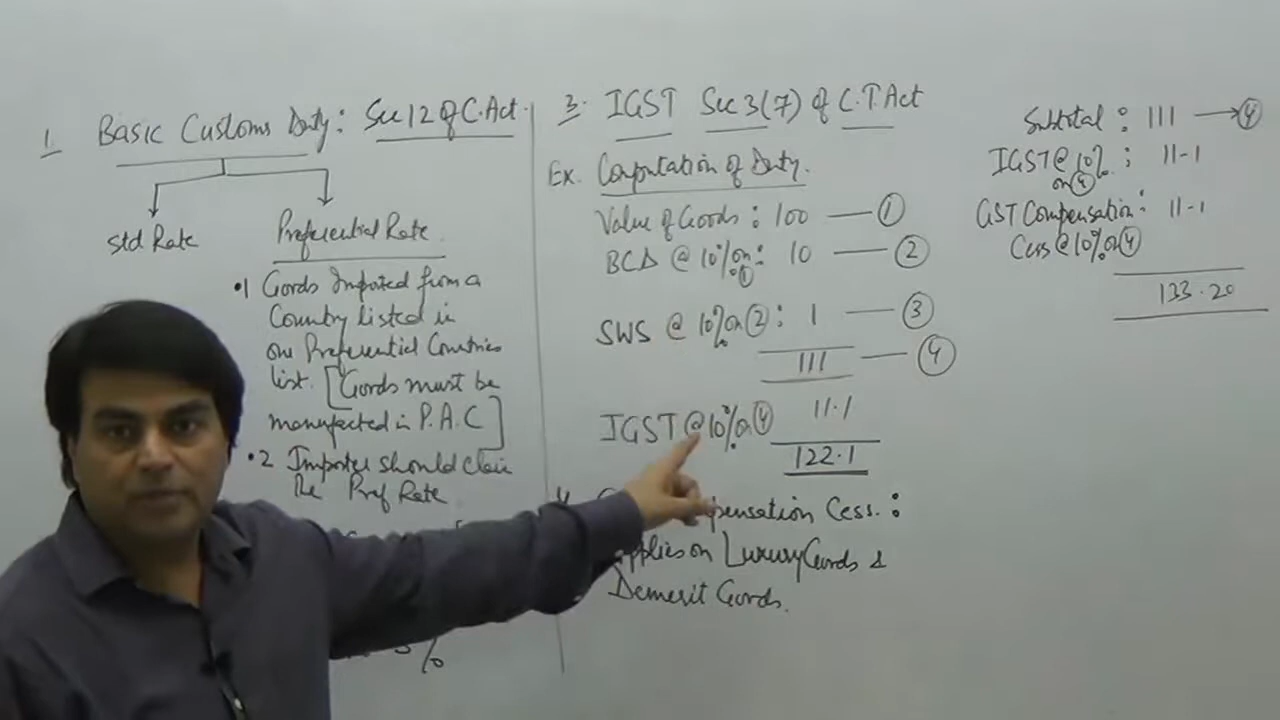 1. Basic Customs Duty: Sec 12 of C. Act.
Std Rate
Preferential Rate
•1 Goods Imported from a
Country listed in
our Preferential Countries
list. [Goods must be
manufacted in P.A.C]
•2 Importer should claim
the Pref Rate
%
3. IGST Sec 3(7) of C.T Act
Ex. Computation of Duty.
Value of Goods : 100 — ①
BCD @ 10% on ① : 10 — ②
SWS @ 10% on ② : 1 — ③
111 — ④
IGST @ 10% on ④ 11.1
122.1
Cess. :
applies on Luxury Goods &
Demerit Goods.
Subtotal : 111 → ④
IGST @ 10% : 11-1
on ④
GST Compensation : 11-1
Cess @ 10% on ④
133.20